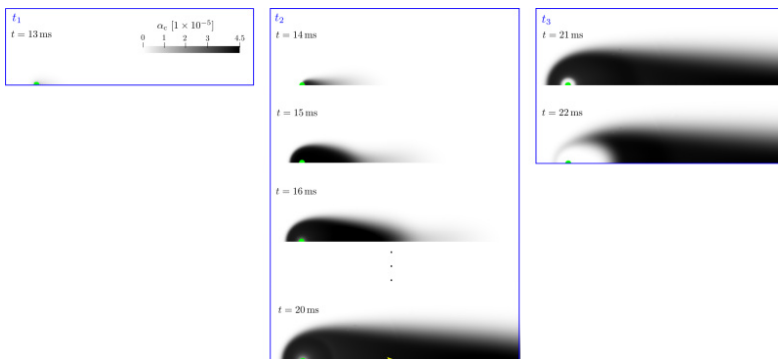 t₁
t = 13 ms
α_c [1 × 10⁻⁵]
0 1 2 3 4.5
t₂
t = 14 ms
t = 15 ms
t = 16 ms
t = 20 ms
t₃
t = 21 ms
t = 22 ms